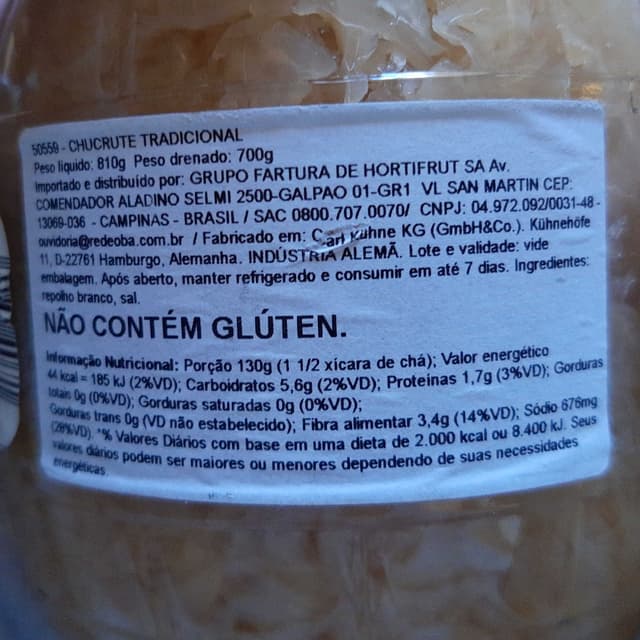 50559 - CHUCRUTE TRADICIONAL
Peso liquido: 810g Peso drenado: 700g
Importado e distribuído por: GRUPO FARTURA DE HORTIFRUT SA Av.
COMENDADOR ALADINO SELMI 2500-GALPAO 01-GR1 VL SAN MARTIN CEP:
13069-036 - CAMPINAS - BRASIL / SAC 0800.707.0070/ CNPJ: 04.972.092/0031-48 -
ouvidoria@redeoba.com.br / Fabricado em: Carl Kühne KG (GmbH&Co.). Kühnehöfe
11, D-22761 Hamburgo, Alemanha. INDÚSTRIA ALEMÃ. Lote e validade: vide
embalagem. Após aberto, manter refrigerado e consumir em até 7 dias. Ingredientes:
repolho branco, sal.
NÃO CONTÉM GLÚTEN.
Informação Nutricional: Porção 130g (1 1/2 xícara de chá); Valor energético
44 kcal = 185 kJ (2%VD); Carboidratos 5,6g (2%VD); Proteínas 1,7g (3%VD); Gorduras
totais 0g (0%VD); Gorduras saturadas 0g (0%VD);
Gorduras trans 0g (VD não estabelecido); Fibra alimentar 3,4g (14%VD); Sódio 676mg
(28%VD). *% Valores Diários com base em uma dieta de 2.000 kcal ou 8.400 kJ. Seus
valores diários podem ser maiores ou menores dependendo de suas necessidades
energéticas